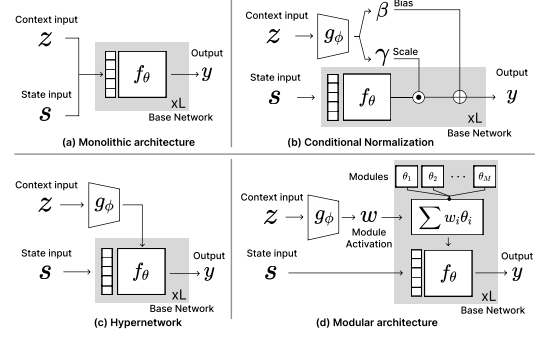 Context input
z
State input
s
f_θ
Output
y
xL
Base Network
(a) Monolithic architecture
Context input
z
g_ϕ
β Bias
γ Scale
State input
s
f_θ
Output
y
xL
Base Network
(b) Conditional Normalization
Context input
z
g_ϕ
State input
s
f_θ
Output
y
xL
Base Network
(c) Hypernetwork
Modules θ_1 θ_2 ··· θ_M
Context input
z
g_ϕ
w
Module
Activation
∑ w_iθ_i
State input
s
f_θ
Output
y
xL
Base Network
(d) Modular architecture